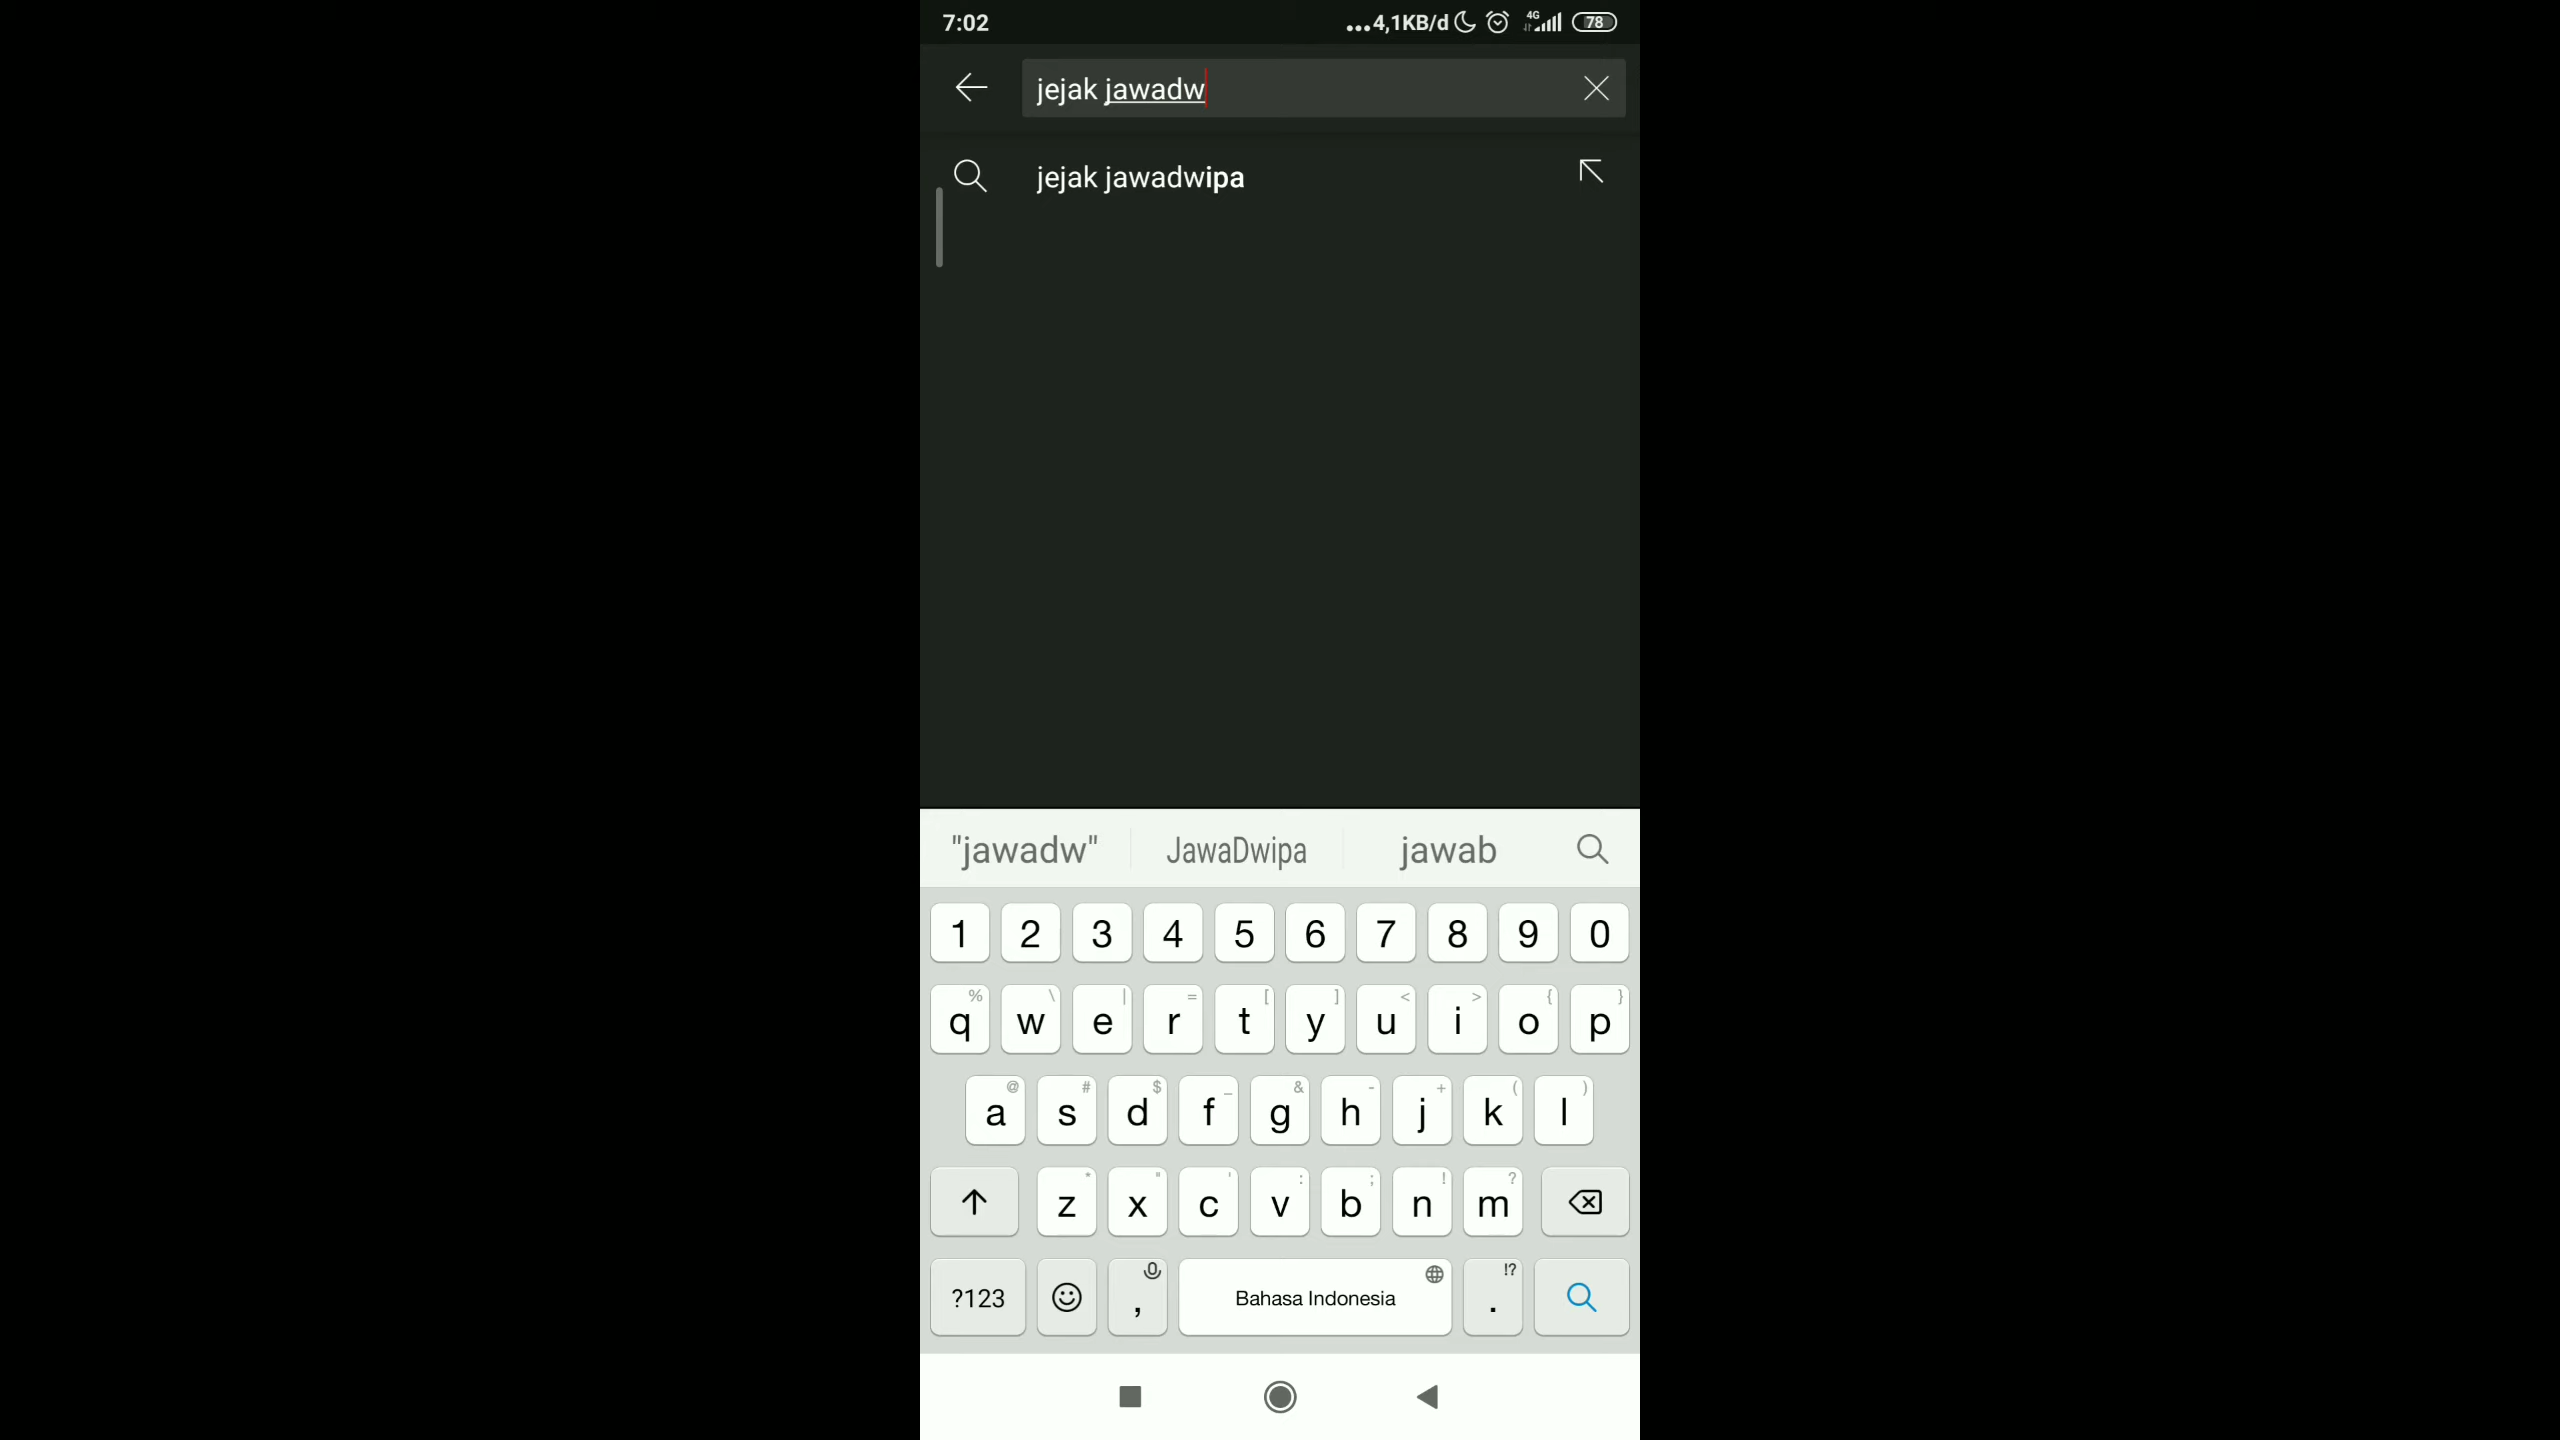 7:02
...4,1KB/d 4G 78
jejak jawadw
jejak jawadwipa
"jawadw" JawaDwipa jawab
1 2 3 4 5 6 7 8 9 0
% \ | = [ ] < > { }
q w e r t y u i o p
@ # $ _ & - + ( )
a s d f g h j k l
* " ' : ; ! ?
z x c v b n m
!?
?123 , Bahasa Indonesia .